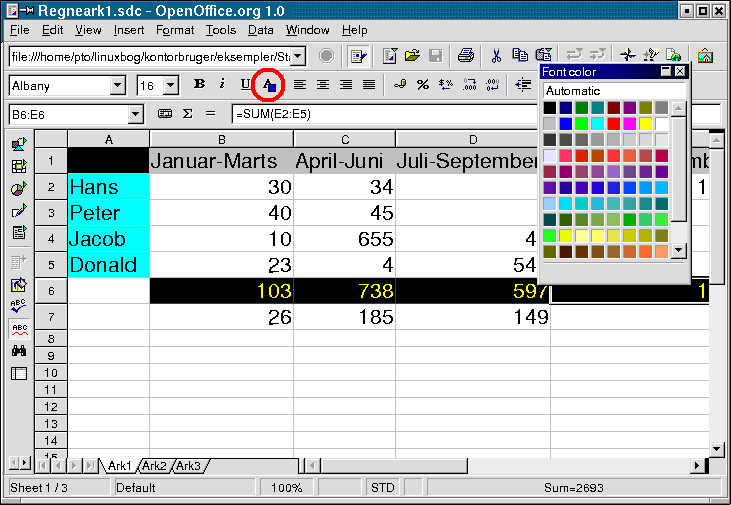 Regneark1.sdc - OpenOffice.org 1.0
File Edit View Insert Format Tools Data Window Help
file:///home/pto/linuxbog/kontorbruger/eksempler/Sta
Albany 16 B i U A %
B6:E6 Σ = =SUM(E2:E5)
Font color
Automatic
A B C D
1 Januar-Marts April-Juni Juli-September mb
2 Hans 30 34 1
3 Peter 40 45
4 Jacob 10 655 4
5 Donald 23 4 54
6 103 738 597 1
7 26 185 149
8
9
10
11
12
13
14
15
ABC
ABC
Ark1 Ark2 Ark3
Sheet 1 / 3 Default 100% STD Sum=2693